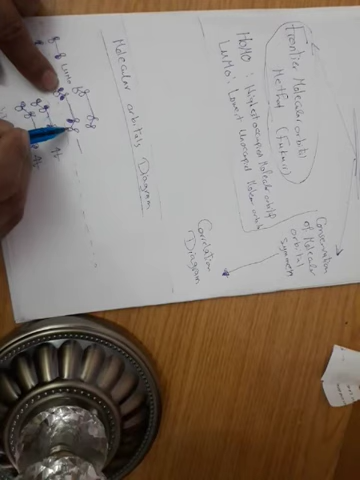 Frontier Molecular orbital
Method (Fukui)
HOMO: Highest occupied Molecular orbital
LUMO: Lowest Unoccupied Molecular orbital
Conservation
of Molecular
orbital
symmetry
Correlation
Diagram
Molecular orbitals Diagram
LUMO